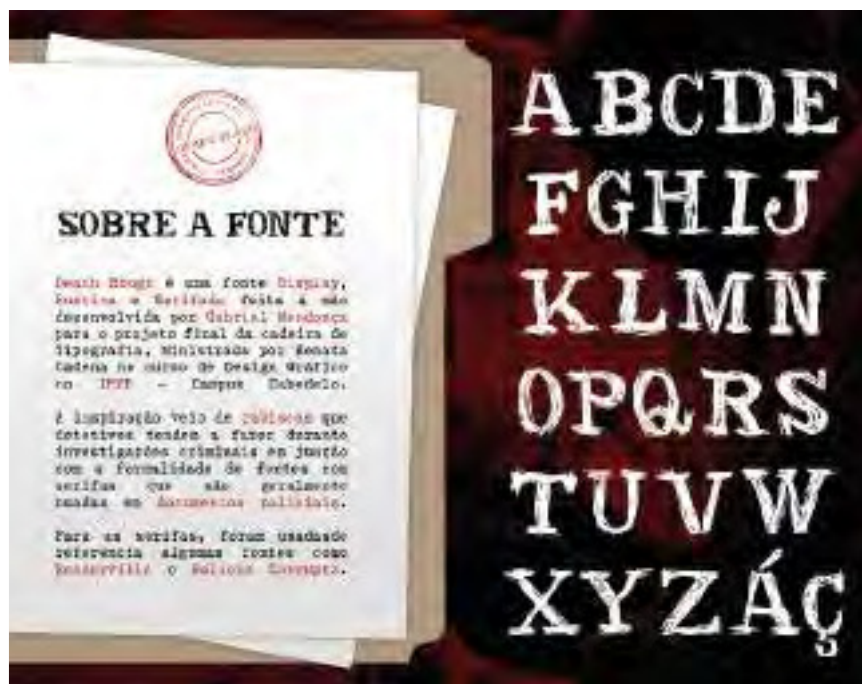 SOBRE A FONTE
Death é uma fonte Display,
Rústica e Serifada feita a mão
desenvolvida por Gabriel Mendonça
para o projeto final da cadeira de
Tipografia, Ministrada por Renata
Cadena no curso de Design Gráfico
no IFPB - Campus Cabedelo.
A inspiração veio de rabiscos que
detetives tendem a fazer durante
investigações criminais em junção
com a formalidade de fontes com
serifas que são geralmente
usadas em documentos policiais.
Para as serifas, foram
referência algumas fontes como
ABCDE
FGHIJ
KLMN
OPQRS
TUVW
XYZÁÇ